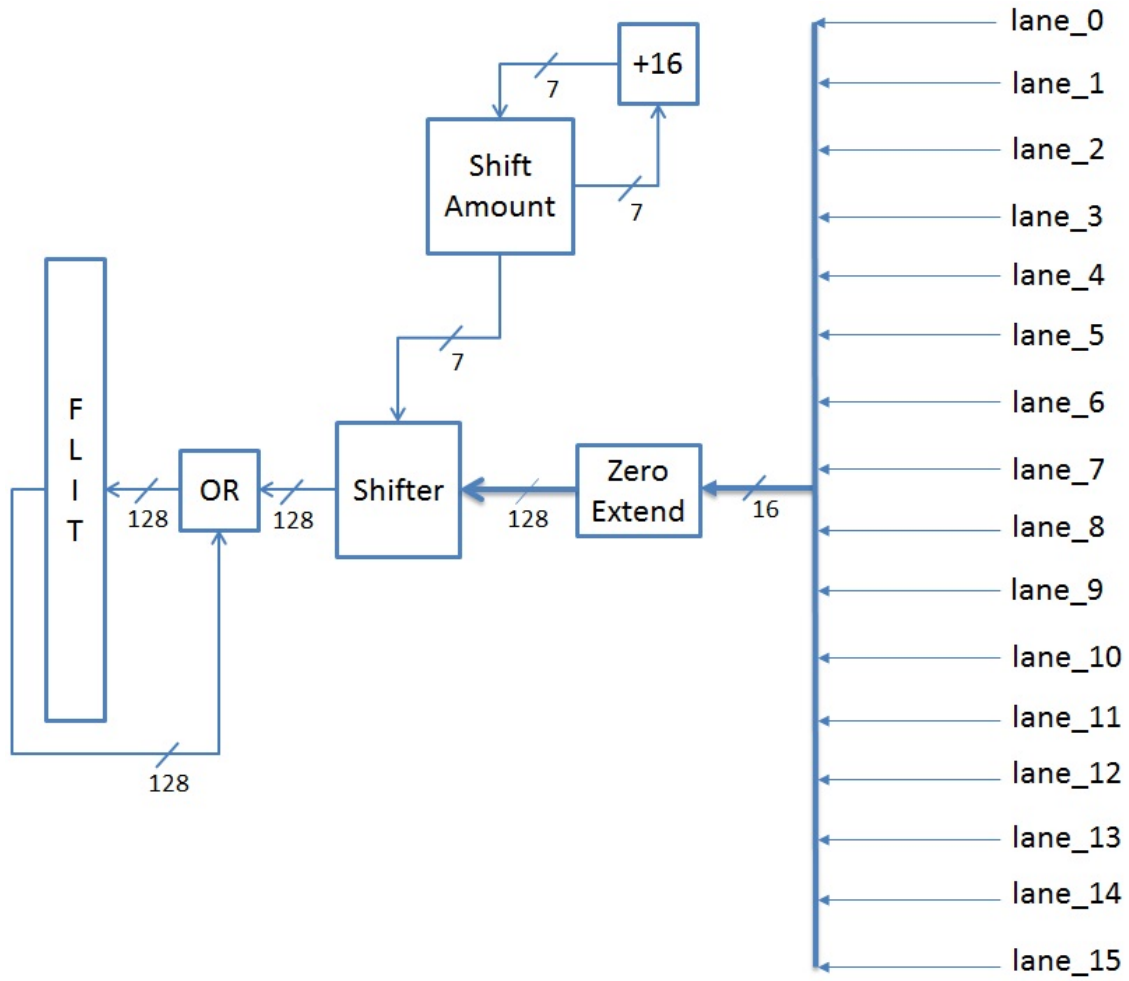 lane_0
+16
7
lane_1
Shift
Amount
7
lane_2
lane_3
lane_4
7
lane_5
F
L
I
T
lane_6
OR
128
128
Shifter
128
Zero
Extend
16
lane_7
lane_8
lane_9
lane_10
lane_11
128
lane_12
lane_13
lane_14
lane_15